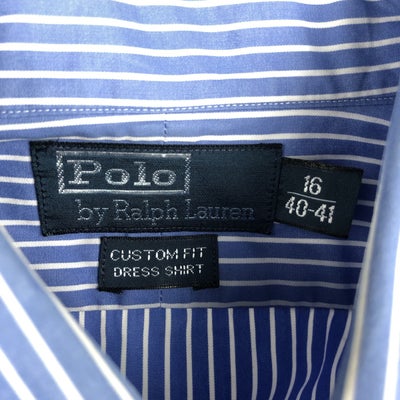 Polo
by Ralph Lauren
16
40-41
CUSTOM FIT
DRESS SHIRT